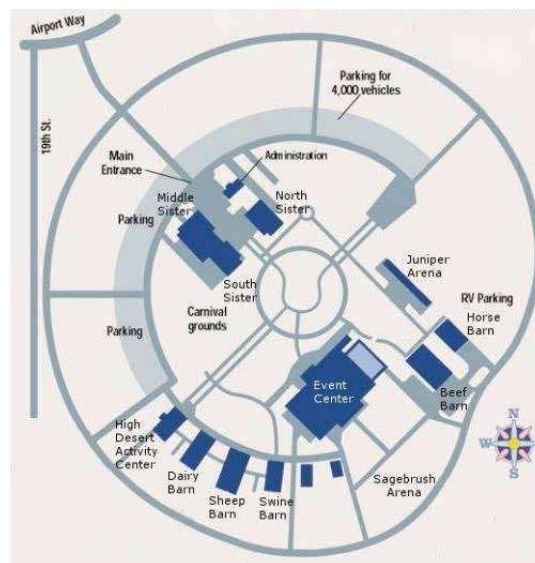 Airport Way
19th St.
Parking for
4,000 vehicles
Main
Entrance
Administration
Middle
Sister
North
Sister
Parking
South
Sister
Juniper
Arena
RV Parking
Carnival
grounds
Horse
Barn
Parking
Event
Center
Beef
Barn
High
Desert
Activity
Center
Dairy
Barn
Sheep
Barn
Swine
Barn
Sagebrush
Arena
N
W
E
S